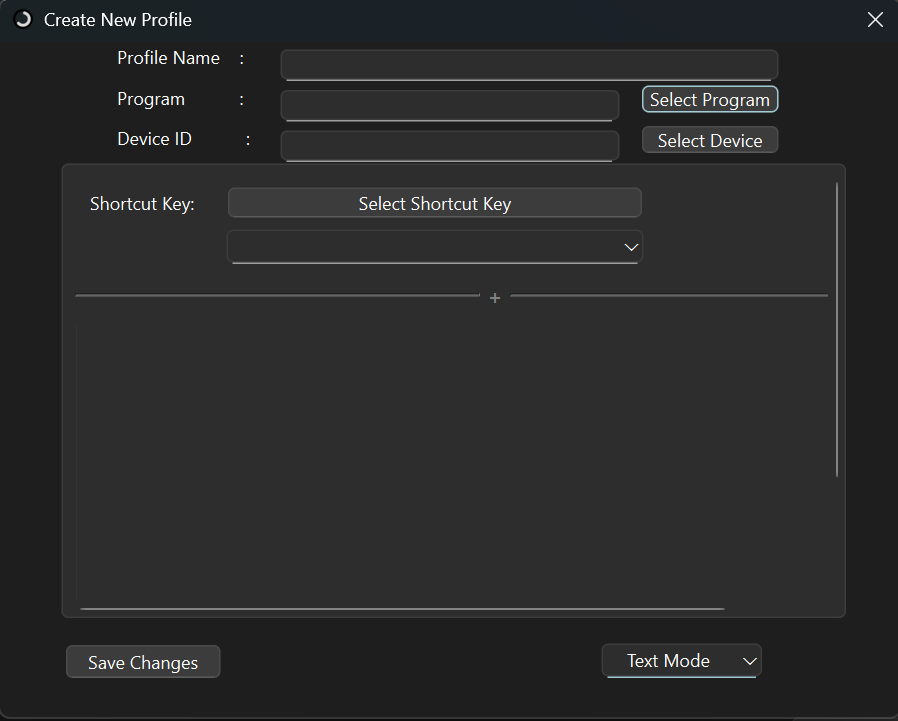 Create New Profile
Profile Name :
Program : Select Program
Device ID : Select Device
Shortcut Key: Select Shortcut Key
+
Save Changes Text Mode